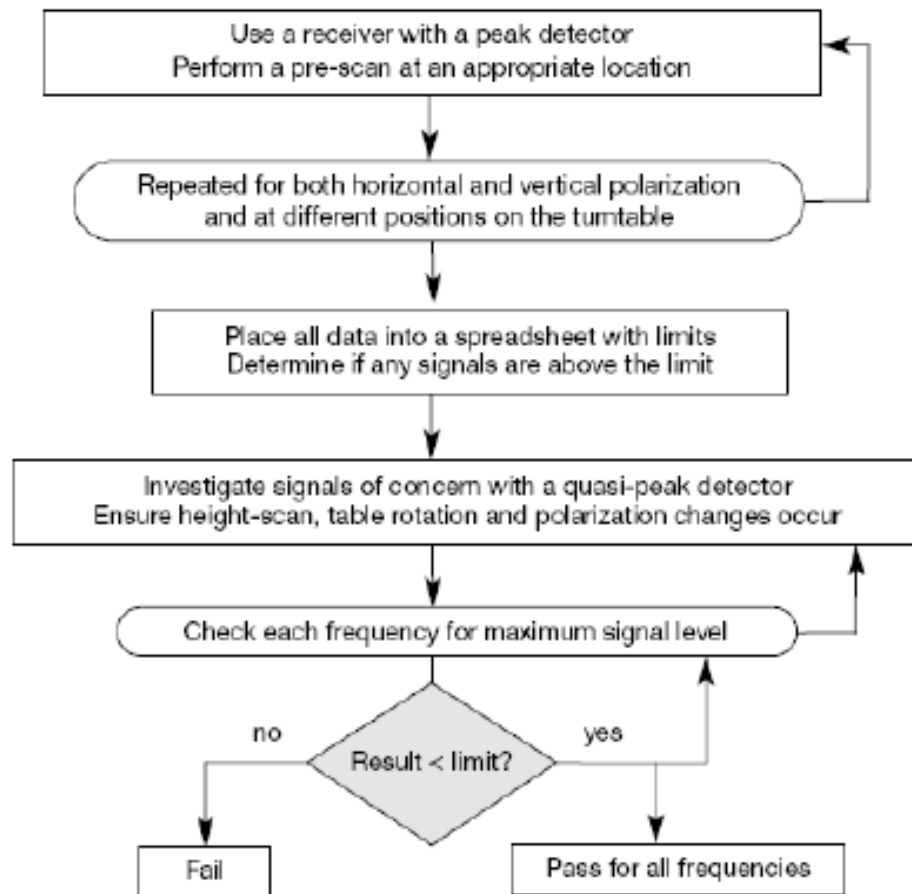 Use a receiver with a peak detector
Perform a pre-scan at an appropriate location
Repeated for both horizontal and vertical polarization
and at different positions on the turntable
Place all data into a spreadsheet with limits
Determine if any signals are above the limit
Investigate signals of concern with a quasi-peak detector
Ensure height-scan, table rotation and polarization changes occur
Check each frequency for maximum signal level
no
yes
Result < limit?
Fail
Pass for all frequencies